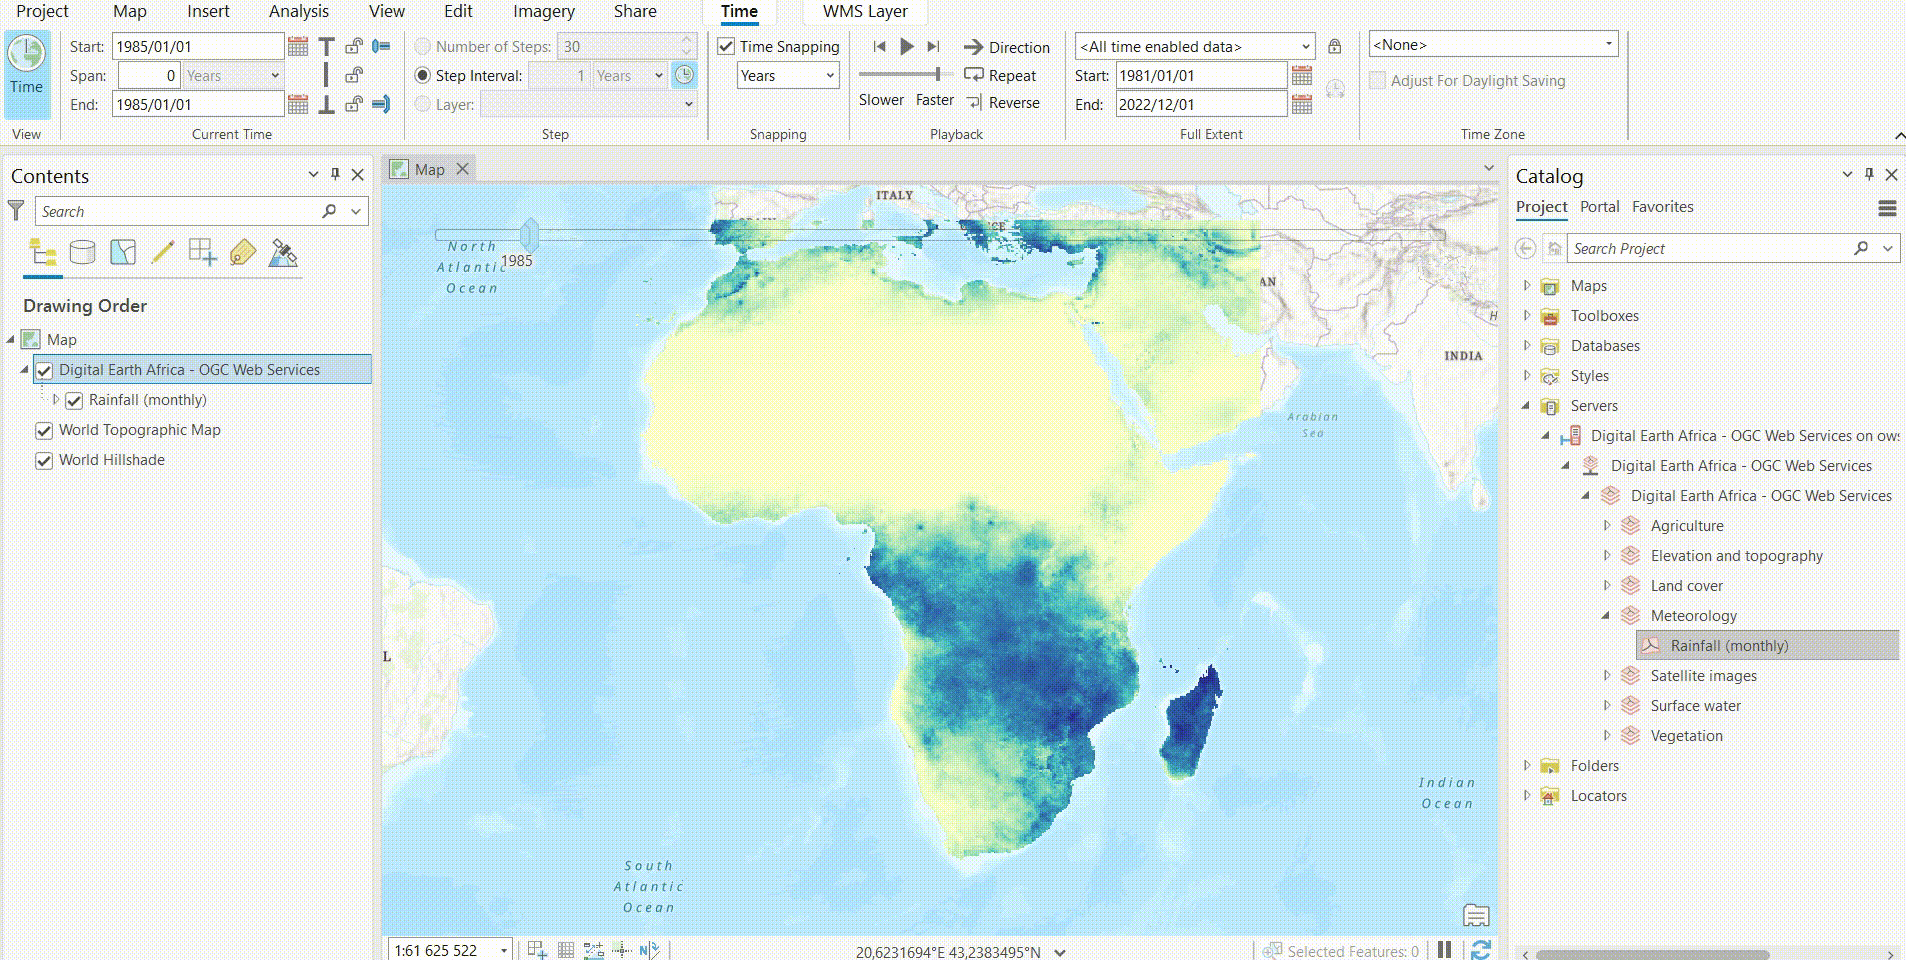 Project Map Insert Analysis View Edit Imagery Share Time WMS Layer
Time
View
Start: 1985/01/01
Span: 0 Years
End: 1985/01/01
Current Time
Number of Steps: 30
Step Interval: 1 Years
Layer:
Step
Time Snapping
Years
Snapping
Direction
Repeat
Slower Faster Reverse
Playback
<All time enabled data>
Start: 1981/01/01
End: 2022/12/01
Full Extent
<None>
Adjust For Daylight Saving
Time Zone
Contents
Search
Drawing Order
Map
Digital Earth Africa - OGC Web Services
Rainfall (monthly)
World Topographic Map
World Hillshade
Map
ITALY
North
Atlantic
Ocean
1985
AN
H
INDIA
Arabian
Sea
L
Indian
Ocean
South
Atlantic
Ocean
1:61 625 522
20,6231694°E 43,2383495°N
Selected Features: 0
Catalog
Project Portal Favorites
Search Project
Maps
Toolboxes
Databases
Styles
Servers
Digital Earth Africa - OGC Web Services on ows
Digital Earth Africa - OGC Web Services
Digital Earth Africa - OGC Web Services
Agriculture
Elevation and topography
Land cover
Meteorology
Rainfall (monthly)
Satellite images
Surface water
Vegetation
Folders
Locators